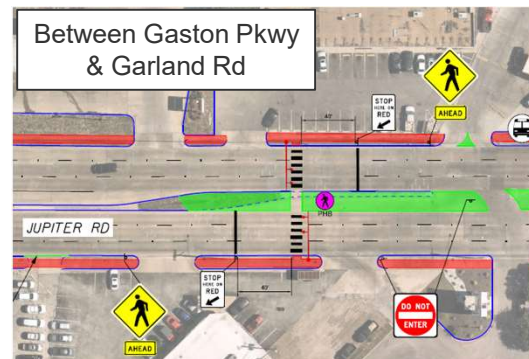 Between Gaston Pkwy
& Garland Rd
AHEAD
STOP
HERE ON
RED
40'
PHB
JUPITER RD
STOP
HERE ON
RED
40'
AHEAD
DO NOT
ENTER